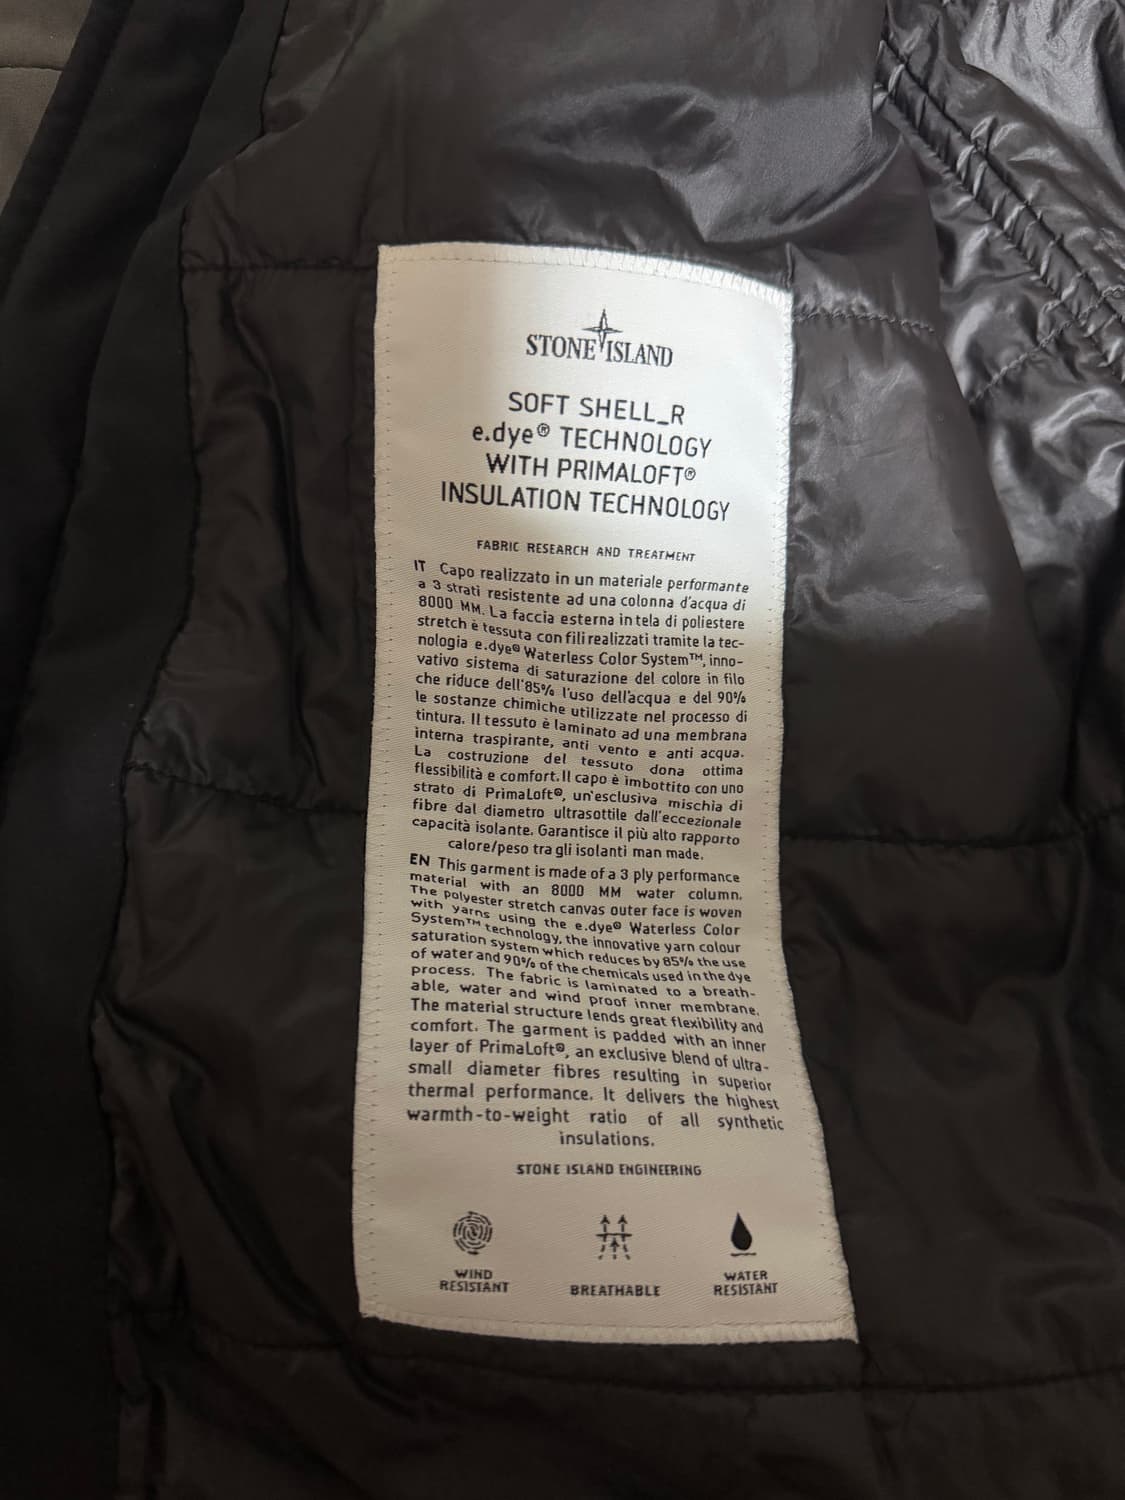 STONE ISLAND
SOFT SHELL_R
e.dye® TECHNOLOGY
WITH PRIMALOFT®
INSULATION TECHNOLOGY
FABRIC RESEARCH AND TREATMENT
IT Capo realizzato in un materiale performante
a 3 strati resistente ad una colonna d'acqua di
8000 MM. La faccia esterna in tela di poliestere
stretch è tessuta con fili realizzati tramite la tec-
nologia e.dye® Waterless Color System™, inno-
vativo sistema di saturazione del colore in filo
che riduce dell'85% l'uso dell'acqua e del 90%
le sostanze chimiche utilizzate nel processo di
tintura. Il tessuto è laminato ad una membrana
interna traspirante, anti vento e anti acqua.
La costruzione del tessuto dona ottima
flessibilità e comfort. Il capo è imbottito con uno
strato di PrimaLoft®, un'esclusiva mischia di
fibre dal diametro ultrasottile dall'eccezionale
capacità isolante. Garantisce il più alto rapporto
calore/peso tra gli isolanti man made.
EN This garment is made of a 3 ply performance
material with an 8000 MM water column.
The polyester stretch canvas outer face is woven
with yarns using the e.dye® Waterless Color
System™ technology, the innovative yarn colour
saturation system which reduces by 85% the use
of water and 90% of the chemicals used in the dye
process. The fabric is laminated to a breath-
able, water and wind proof inner membrane.
The material structure lends great flexibility and
comfort. The garment is padded with an inner
layer of PrimaLoft®, an exclusive blend of ultra-
small diameter fibres resulting in superior
thermal performance. It delivers the highest
warmth-to-weight ratio of all synthetic
insulations.
STONE ISLAND ENGINEERING
WIND
RESISTANT
BREATHABLE
WATER
RESISTANT